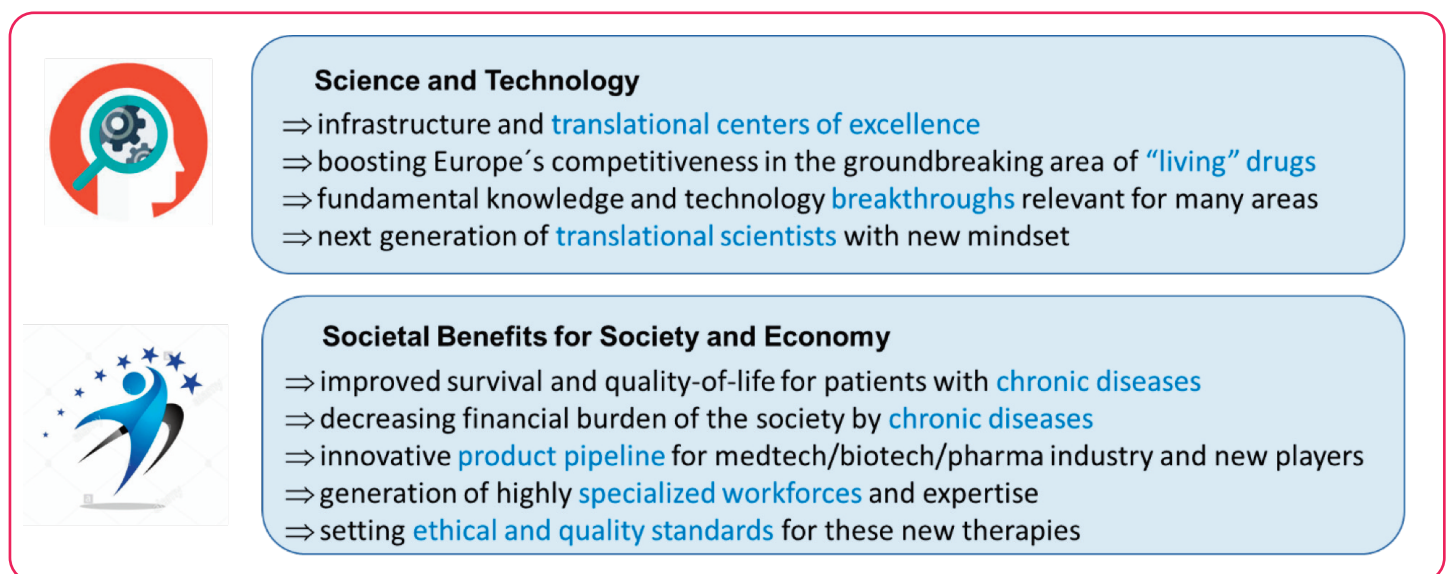 Science and Technology
⇒infrastructure and translational centers of excellence
⇒boosting Europe´s competitiveness in the groundbreaking area of “living” drugs
⇒fundamental knowledge and technology breakthroughs relevant for many areas
⇒next generation of translational scientists with new mindset
Societal Benefits for Society and Economy
⇒improved survival and quality-of-life for patients with chronic diseases
⇒decreasing financial burden of the society by chronic diseases
⇒innovative product pipeline for medtech/biotech/pharma industry and new players
⇒generation of highly specialized workforces and expertise
⇒setting ethical and quality standards for these new therapies